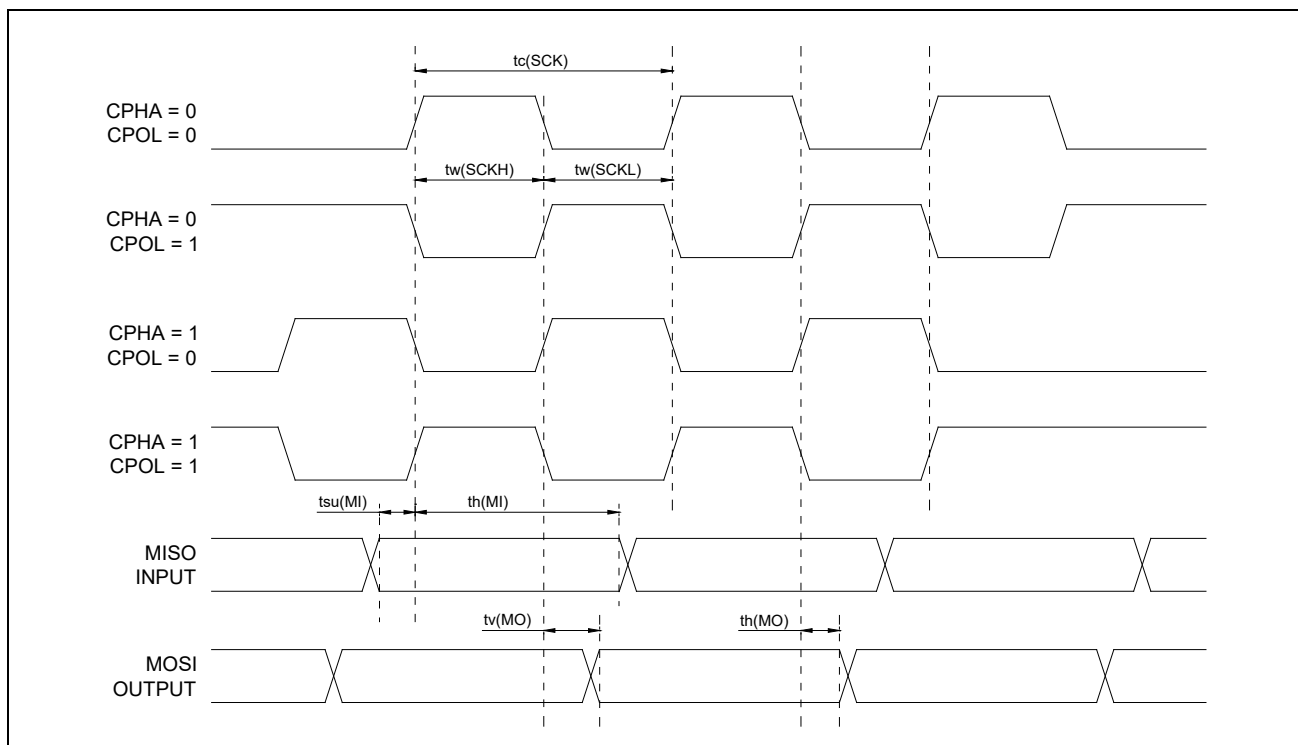 tc(SCK)
CPHA = 0
CPOL = 0
tw(SCKH)
tw(SCKL)
CPHA = 0
CPOL = 1
CPHA = 1
CPOL = 0
CPHA = 1
CPOL = 1
tsu(MI)
th(MI)
MISO
INPUT
tv(MO)
th(MO)
MOSI
OUTPUT